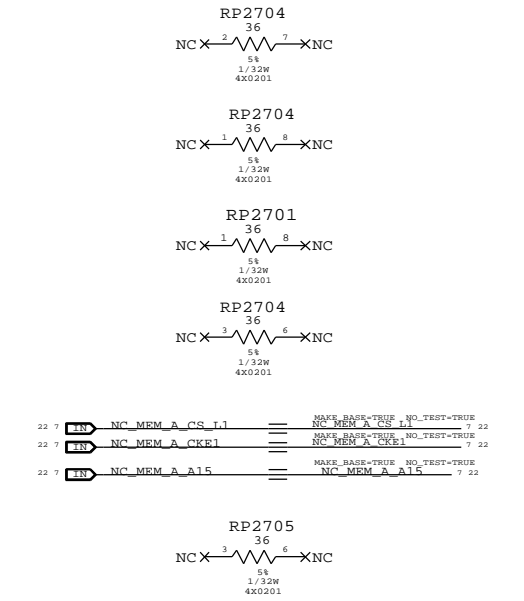 RP2704
36
NC 2 7 NC
5%
1/32W
4X0201
RP2704
36
NC 1 8 NC
5%
1/32W
4X0201
RP2701
36
NC 1 8 NC
5%
1/32W
4X0201
RP2704
36
NC 3 6 NC
5%
1/32W
4X0201
MAKE_BASE=TRUE NO_TEST=TRUE
22 7 IN NC_MEM_A_CS_L1 NC_MEM_A_CS_L1 7 22
MAKE_BASE=TRUE NO_TEST=TRUE
22 7 IN NC_MEM_A_CKE1 NC_MEM_A_CKE1 7 22
MAKE_BASE=TRUE NO_TEST=TRUE
22 7 IN NC_MEM_A_A15 NC_MEM_A_A15 7 22
RP2705
36
NC 3 6 NC
5%
1/32W
4X0201